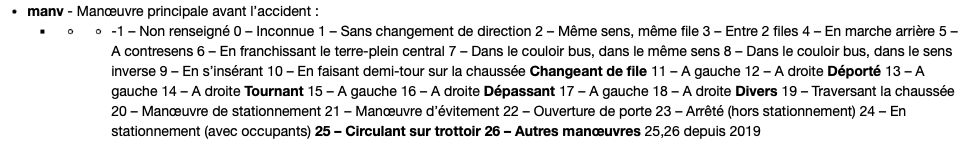 manv - Manœuvre principale avant l'accident :
-1 – Non renseigné 0 – Inconnue 1 – Sans changement de direction 2 – Même sens, même file 3 – Entre 2 files 4 – En marche arrière 5 –
A contresens 6 – En franchissant le terre-plein central 7 – Dans le couloir bus, dans le même sens 8 – Dans le couloir bus, dans le sens
inverse 9 – En s'insérant 10 – En faisant demi-tour sur la chaussée Changeant de file 11 – A gauche 12 – A droite Déporté 13 – A
gauche 14 – A droite Tournant 15 – A gauche 16 – A droite Dépassant 17 – A gauche 18 – A droite Divers 19 – Traversant la chaussée
20 – Manœuvre de stationnement 21 – Manœuvre d'évitement 22 – Ouverture de porte 23 – Arrêté (hors stationnement) 24 – En
stationnement (avec occupants) 25 – Circulant sur trottoir 26 – Autres manœuvres 25,26 depuis 2019